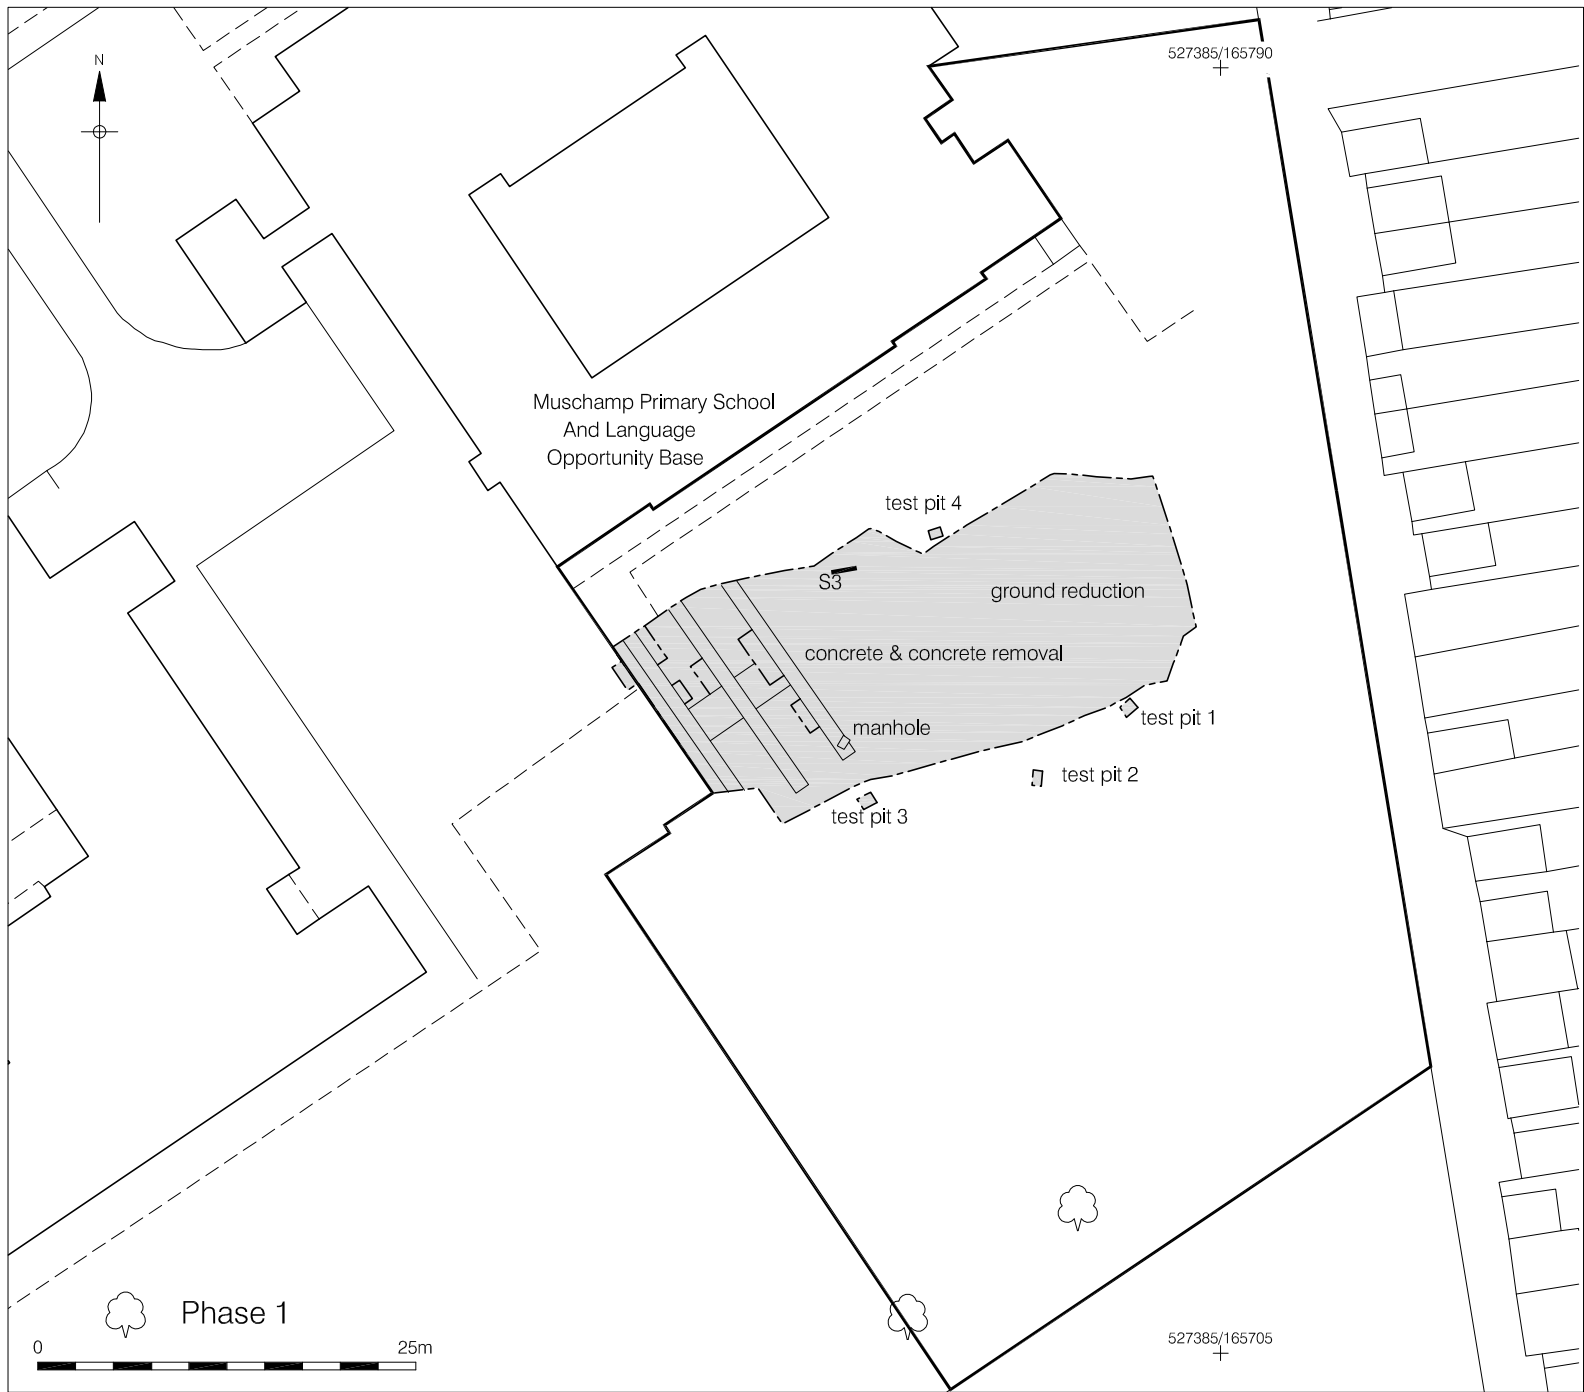 527385/165790
N
Muschamp Primary School
And Language
Opportunity Base
test pit 4
S3
ground reduction
concrete & concrete removal
manhole
test pit 1
test pit 2
test pit 3
Phase 1
0
25m
527385/165705